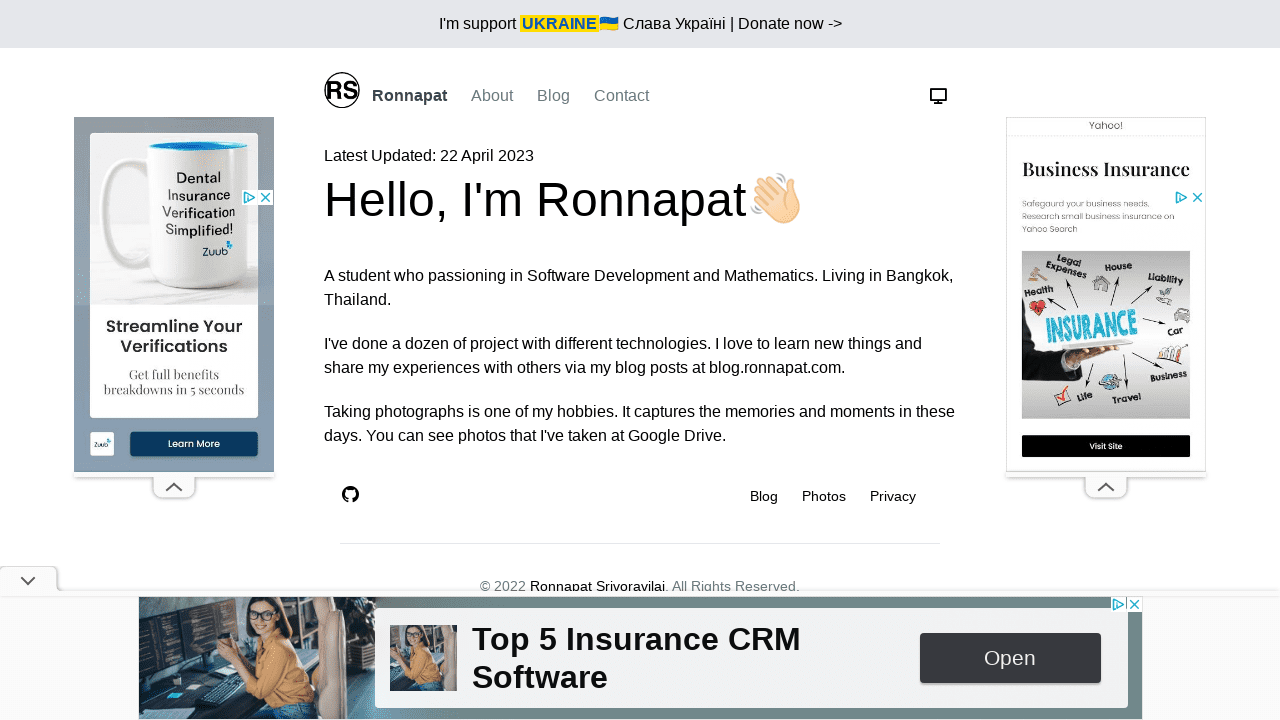 I'm support UKRAINE🇺🇦 Слава Україні | Donate now ->
RS
Ronnapat About Blog Contact
Latest Updated: 22 April 2023
Hello, I'm Ronnapat👋🏻
A student who passioning in Software Development and Mathematics. Living in Bangkok,
Thailand.
I've done a dozen of project with different technologies. I love to learn new things and
share my experiences with others via my blog posts at blog.ronnapat.com.
Taking photographs is one of my hobbies. It captures the memories and moments in these
days. You can see photos that I've taken at Google Drive.
Blog Photos Privacy
© 2022 Ronnapat Srivoravilai. All Rights Reserved.
Dental
Insurance
Verification
Simplified!
Zuub
Streamline Your
Verifications
Get full benefits
breakdowns in 5 seconds
Zuub
Learn More
Yahoo!
Business Insurance
Safegaurd your business needs.
Research small business insurance on
Yahoo Search
Legal
Expenses
House
Liability
Health
INSURANCE
Car
Business
Life
Travel
Visit Site
Top 5 Insurance CRM
Software
Open